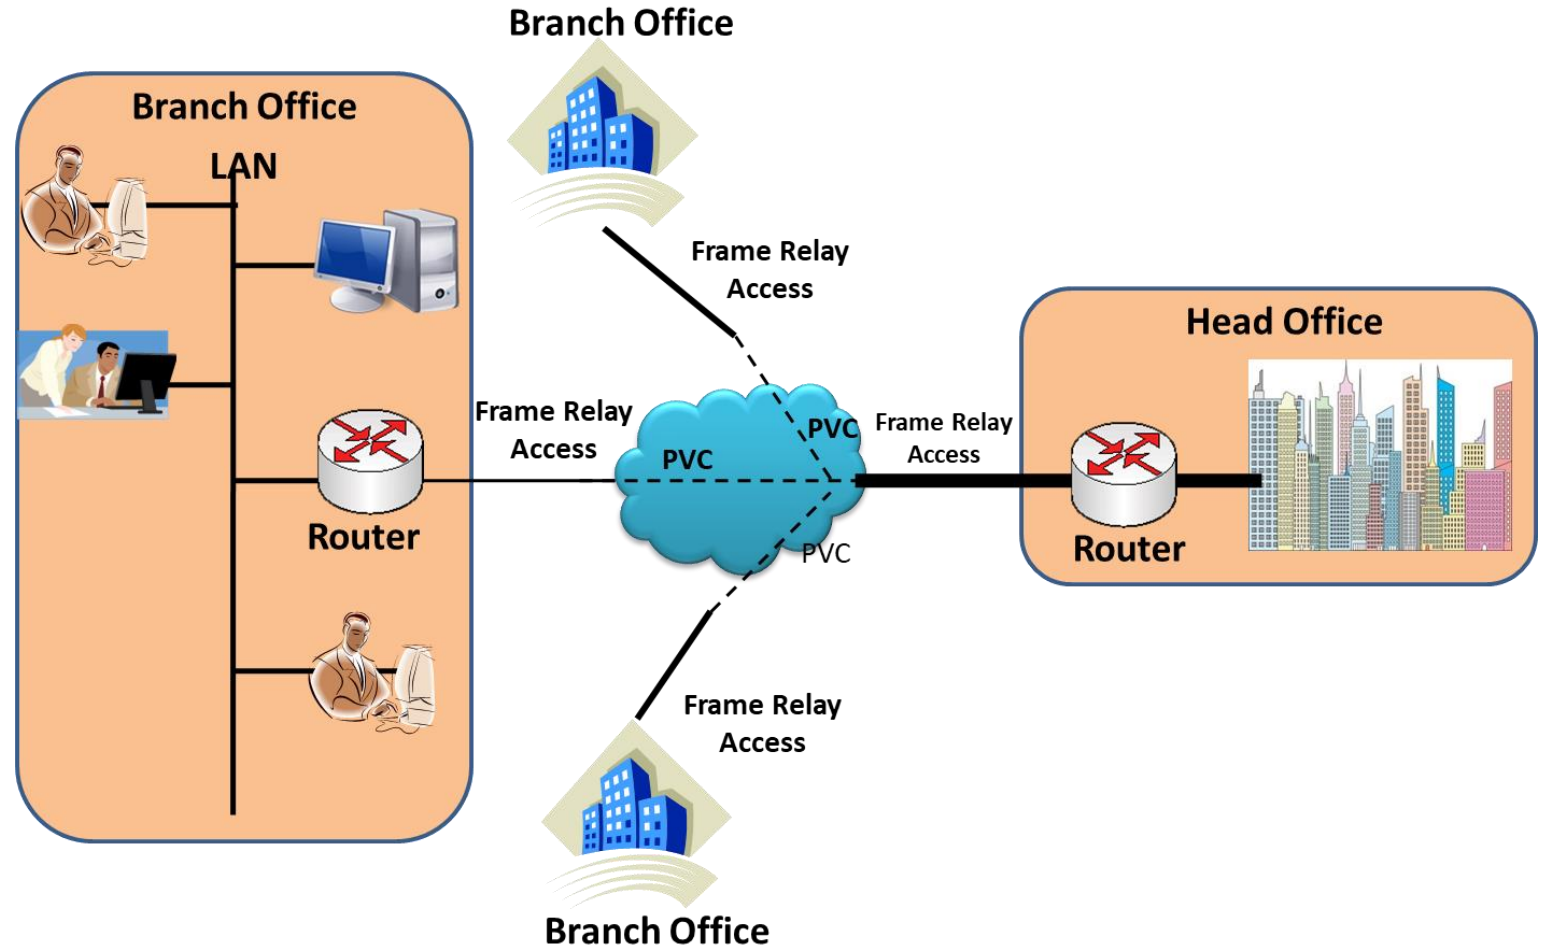 Branch Office
Branch Office
LAN
Router
Frame Relay
Access
Frame Relay
Access
PVC
PVC
PVC
Frame Relay
Access
Head Office
Router
Frame Relay
Access
Branch Office